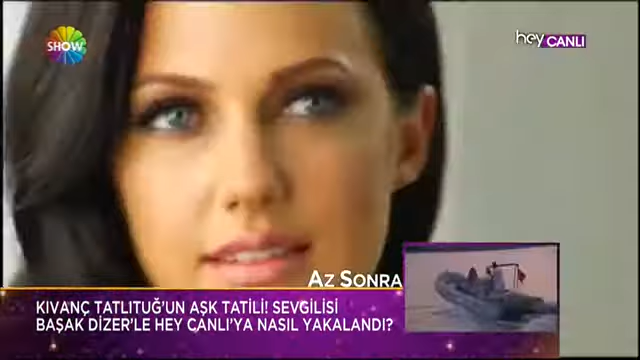 SHOW
hey CANLI
AZ SONRA
KIVANÇ TATLITUĞ'UN AŞK TATİLİ! SEVGİLİSİ
BAŞAK DİZER'LE HEY CANLI'YA NASIL YAKALANDI?